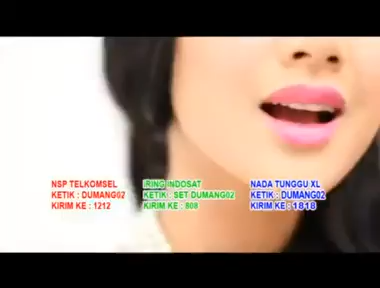 NSP TELKOMSEL
KETIK : DUMANG02
KIRIM KE : 1212
IRING INDOSAT
KETIK : SET DUMANG02
KIRIM KE : 808
NADA TUNGGU XL
KETIK : DUMANG02
KIRIM KE : 1818